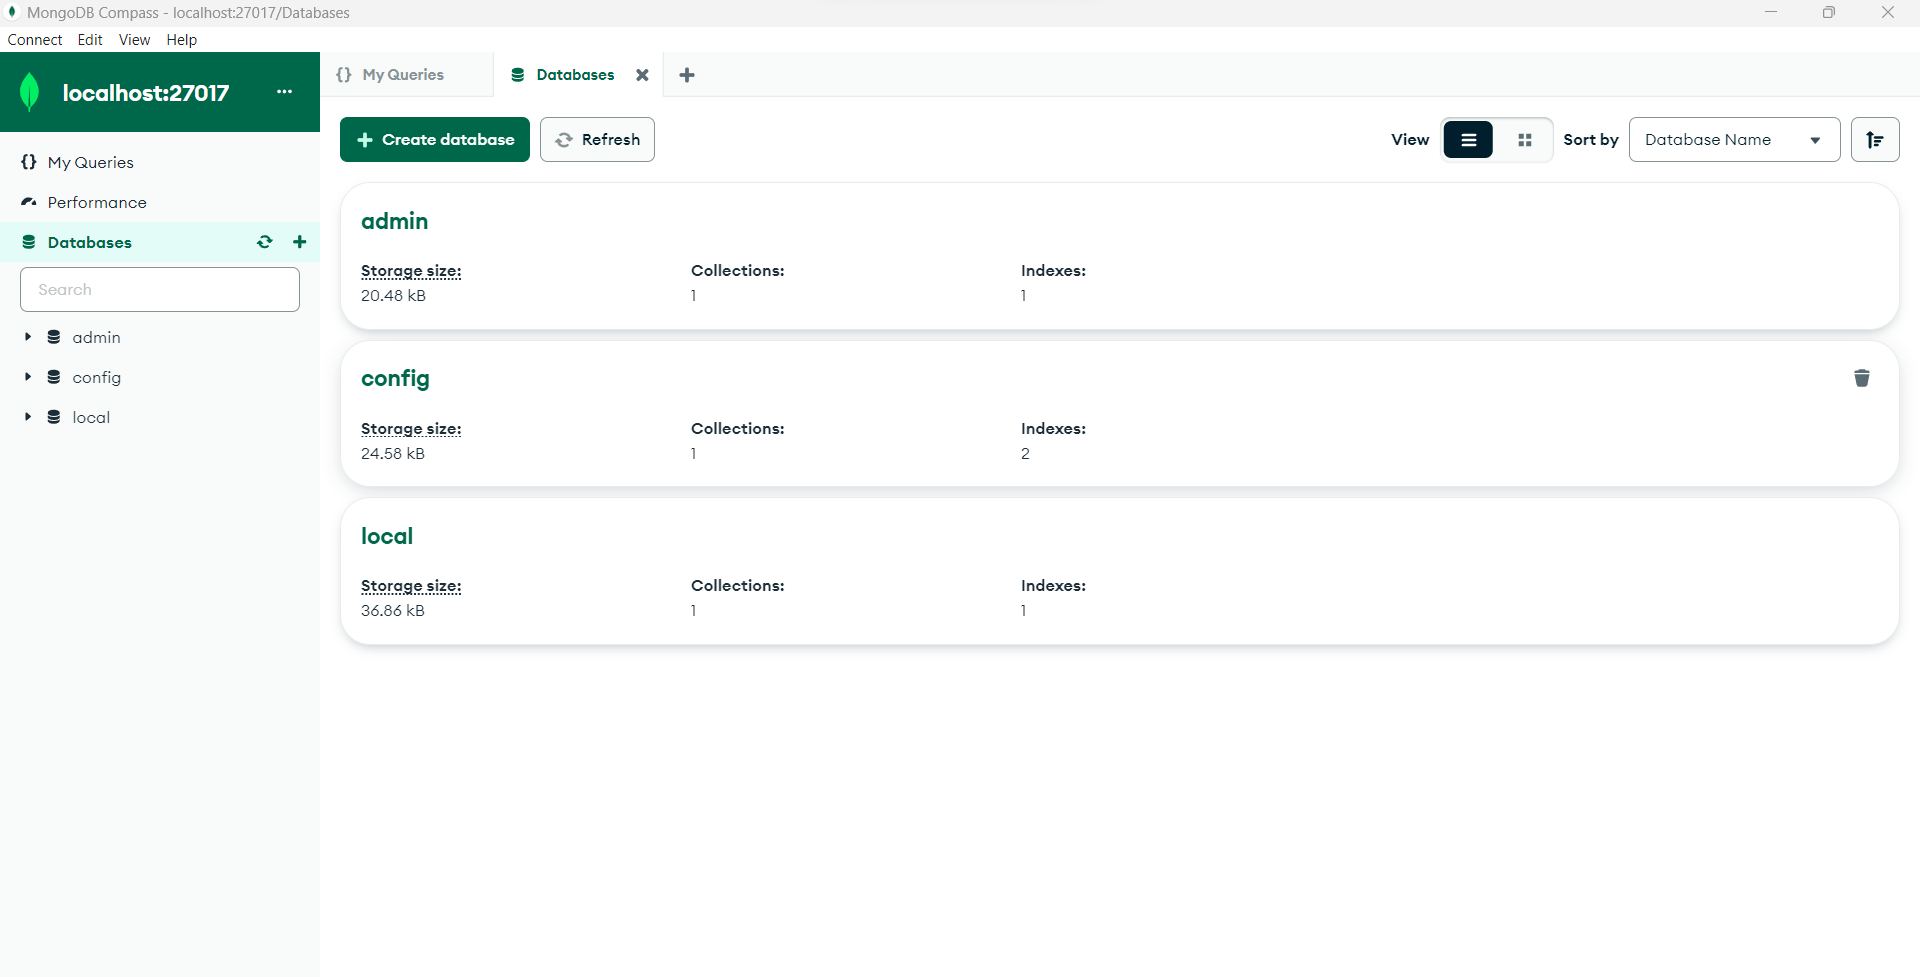 MongoDB Compass - localhost:27017/Databases
Connect Edit View Help
localhost:27017 ...
{} My Queries
Performance
Databases
Search
admin
config
local
{} My Queries
Databases
Create database
Refresh
View
Sort by
Database Name
admin
Storage size: Collections: Indexes:
20.48 kB 1 1
config
Storage size: Collections: Indexes:
24.58 kB 1 2
local
Storage size: Collections: Indexes:
36.86 kB 1 1